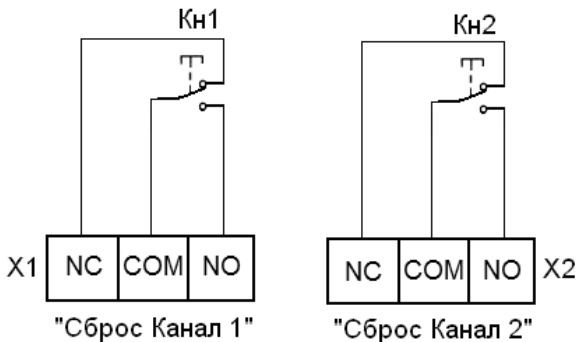 Кн1
Кн2
X1 NC COM NO
NC COM NO X2
"Сброс Канал 1"
"Сброс Канал 2"